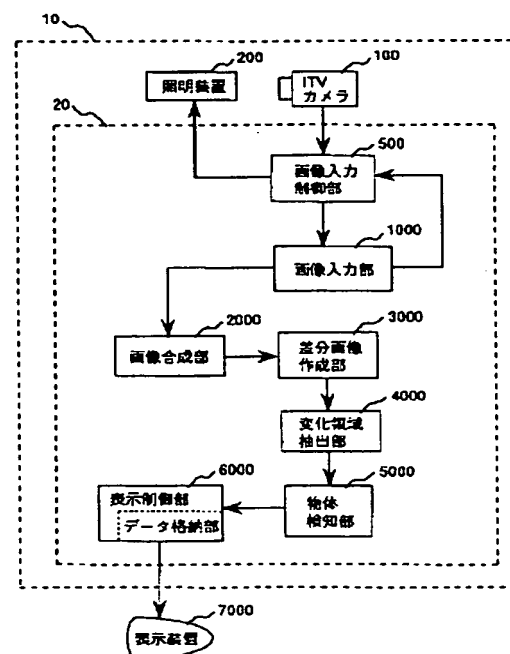 10
200
100
照明装置
ITV
カメラ
20
500
画像入力
制御部
1000
画像入力部
2000
3000
画像合成部
差分画像
作成部
4000
変化領域
抽出部
6000
5000
表示制御部
データ格納部
物体
検知部
7000
表示装置